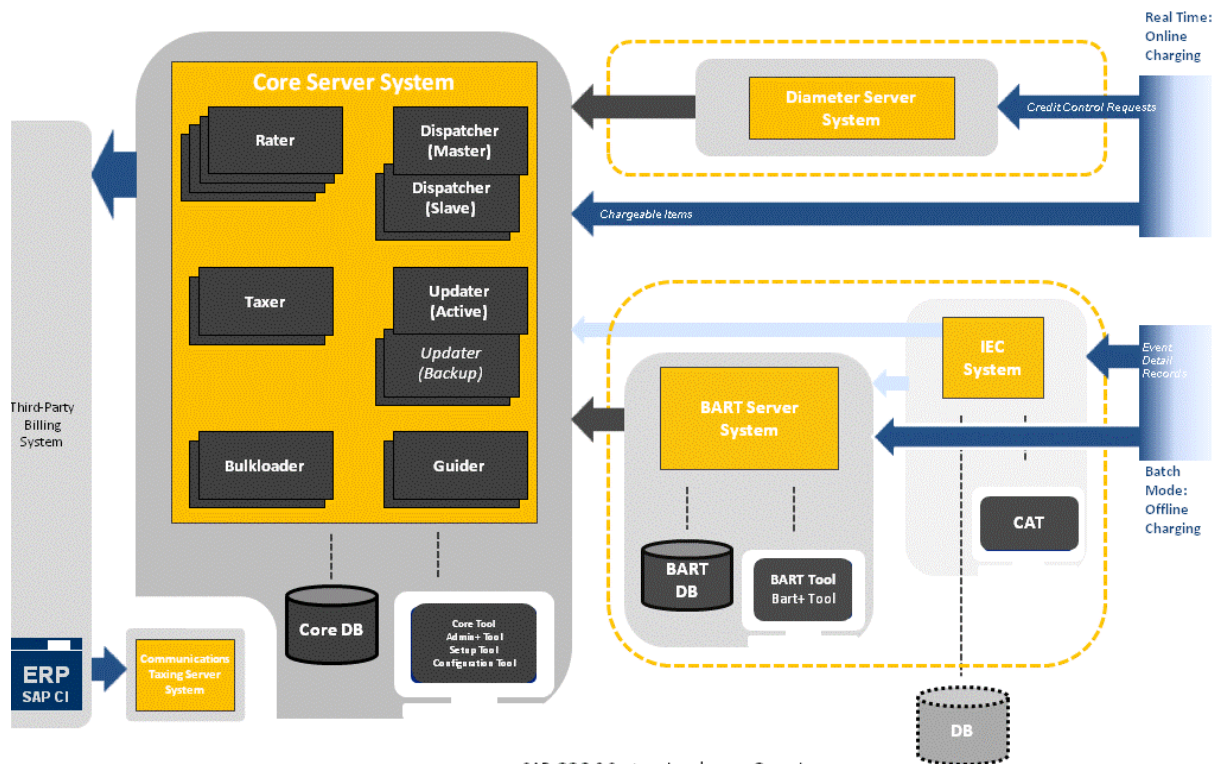 Real Time:
Online
Charging
Core Server System
Rater
Dispatcher
(Master)
Dispatcher
(Slave)
Diameter Server
System
Credit Control Requests
Chargeable Items
Taxer
Updater
(Active)
Updater
(Backup)
IEC
System
Event
Detail
Records
BART Server
System
Third-Party
Billing
System
Bulkloader
Guider
Batch
Mode:
Offline
Charging
CAT
BART
DB
BART Tool
Bart+ Tool
Core DB
Core Tool
Admin+ Tool
Setup Tool
Configuration Tool
ERP
SAP CI
Communications
Taxing Server
System
DB